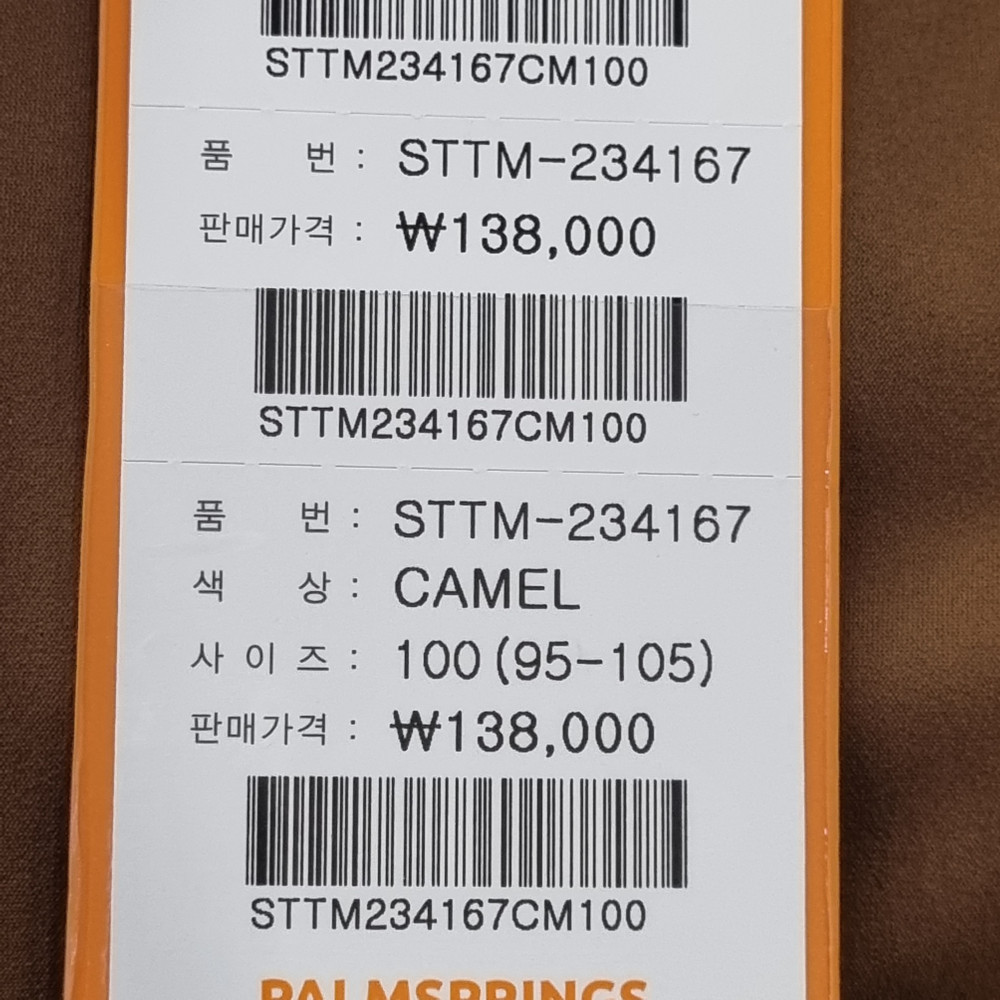 STTM234167CM100
품 번 : STTM-234167
판매가격 : ₩138,000
STTM234167CM100
품 번 : STTM-234167
색 상 : CAMEL
사 이 즈 : 100(95-105)
판매가격 : ₩138,000
STTM234167CM100
PALMSPRINGS